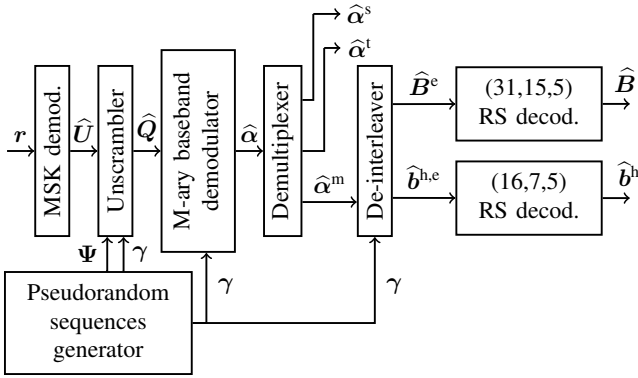 r
MSK demod.
Û
Unscrambler
Q̂
M-ary baseband
demodulator
α̂
Demultiplexer
α̂ˢ
α̂ᵗ
α̂ᵐ
De-interleaver
B̂ᵉ
(31,15,5)
RS decod.
B̂
b̂ʰ,ᵉ
(16,7,5)
RS decod.
b̂ʰ
Ψ
γ
γ
γ
Pseudorandom
sequences
generator